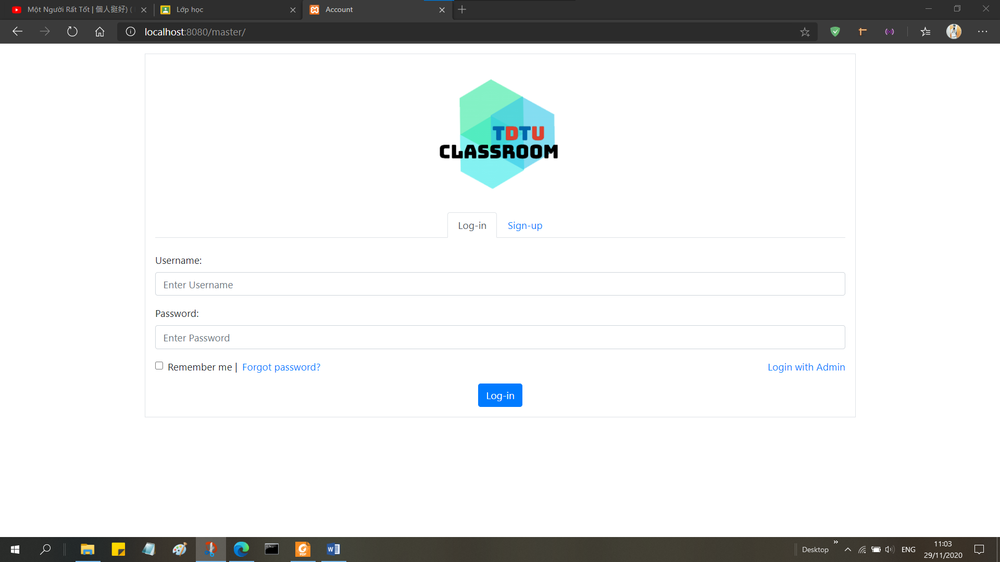 Một Người Rất Tốt | 個人挺好) (
Lớp học
Account
localhost:8080/master/
TDTU
CLASSROOM
Log-in
Sign-up
Username:
Enter Username
Password:
Enter Password
Remember me | Forgot password?
Login with Admin
Log-in
Desktop
ENG
11:03
29/11/2020